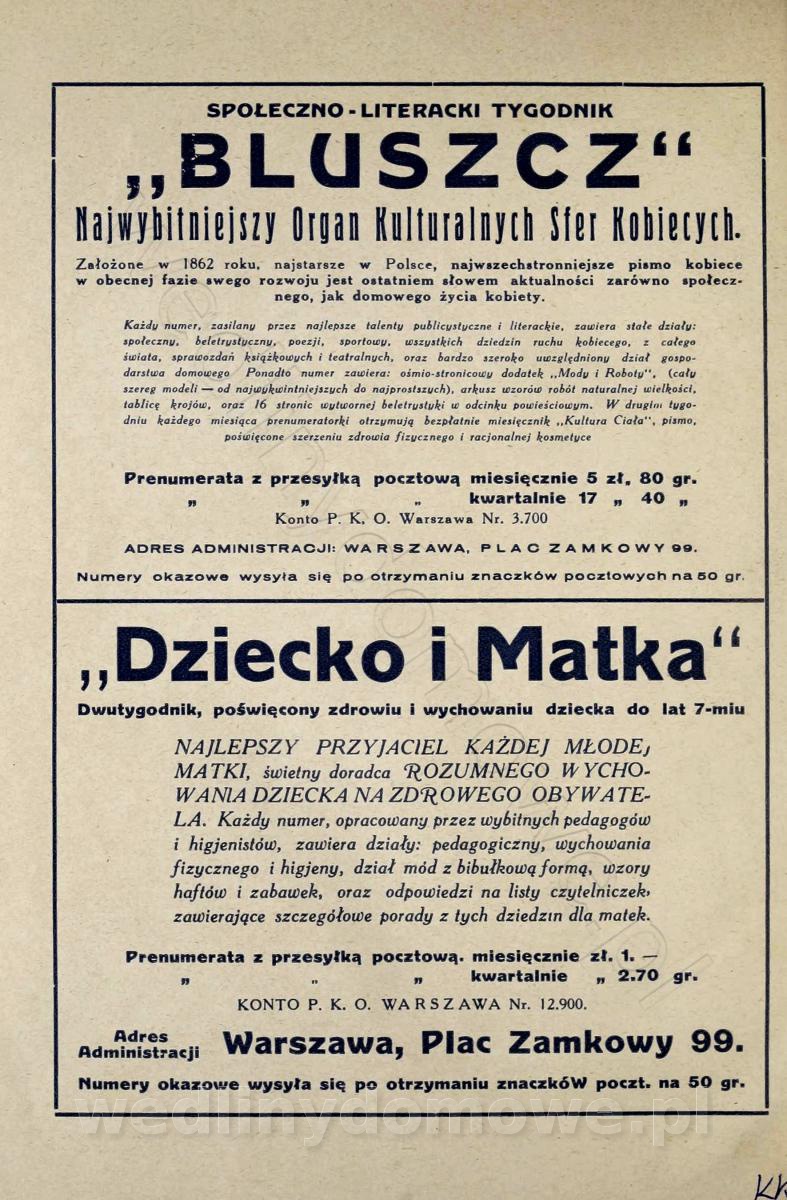 SPOŁECZNO-LITERACKI TYGODNIK
„BLUSZCZ“
Najwybitniejszy Organ Kulturalnych Sfer Kobiecych.
Założone w 1862 roku, najstarsze w Polsce, najwszechstronniejsze pismo kobiece
w obecnej fazie swego rozwoju jest ostatniem słowem aktualności zarówno społecz-
nego, jak domowego życia kobiety.
Każdy numer, zasilany przez najlepsze talenty publicystyczne i literackie, zawiera stałe działy:
społeczny, beletrystyczny, poezji, sportowy, wszystkich dziedzin ruchu kobiecego, z całego
świata, sprawozdań książkowych i teatralnych, oraz bardzo szeroko uwzględniony dział gospo-
darstwa domowego Ponadto numer zawiera: ośmio-stronicowy dodatek „Mody i Roboty“, (cały
szereg modeli — od najwykwintniejszych do najprostszych), arkusz wzorów robót naturalnej wielkości,
tablicę krojów, oraz 16 stronic wytwornej beletrystyki w odcinku powieściowym. W drugim tygo-
dniu każdego miesiąca prenumeratorki otrzymują bezpłatnie miesięcznik „Kultura Ciała“, pismo,
poświęcone szerzeniu zdrowia fizycznego i racjonalnej kosmetyce
Prenumerata z przesyłką pocztową miesięcznie 5 zł. 80 gr.
„ „ „ kwartalnie 17 „ 40 „
Konto P. K. O. Warszawa Nr. 3.700
ADRES ADMINISTRACJI: WARSZAWA, PLAC ZAMKOWY 99.
Numery okazowe wysyła się po otrzymaniu znaczków pocztowych na 50 gr.
„Dziecko i Matka“
Dwutygodnik, poświęcony zdrowiu i wychowaniu dziecka do lat 7-miu
NAJLEPSZY PRZYJACIEL KAŻDEJ MŁODEJ
MATKI, świetny doradca ROZUMNEGO WYCHO-
WANIA DZIECKA NA ZDROWEGO OBYWATE-
LA. Każdy numer, opracowany przez wybitnych pedagogów
i higjenistów, zawiera działy: pedagogiczny, wychowania
fizycznego i higjeny, dział mód z bibułkową formą, wzory
haftów i zabawek, oraz odpowiedzi na listy czytelniczek,
zawierające szczegółowe porady z tych dziedzin dla matek.
Prenumerata z przesyłką pocztową. miesięcznie zł. 1. —
„ „ „ kwartalnie „ 2.70 gr.
KONTO P. K. O. WARSZAWA Nr. 12.900.
Adres
Administracji Warszawa, Plac Zamkowy 99.
Numery okazowe wysyła się po otrzymaniu znaczkóW poczt. na 50 gr.
wedlinydomowe.pl